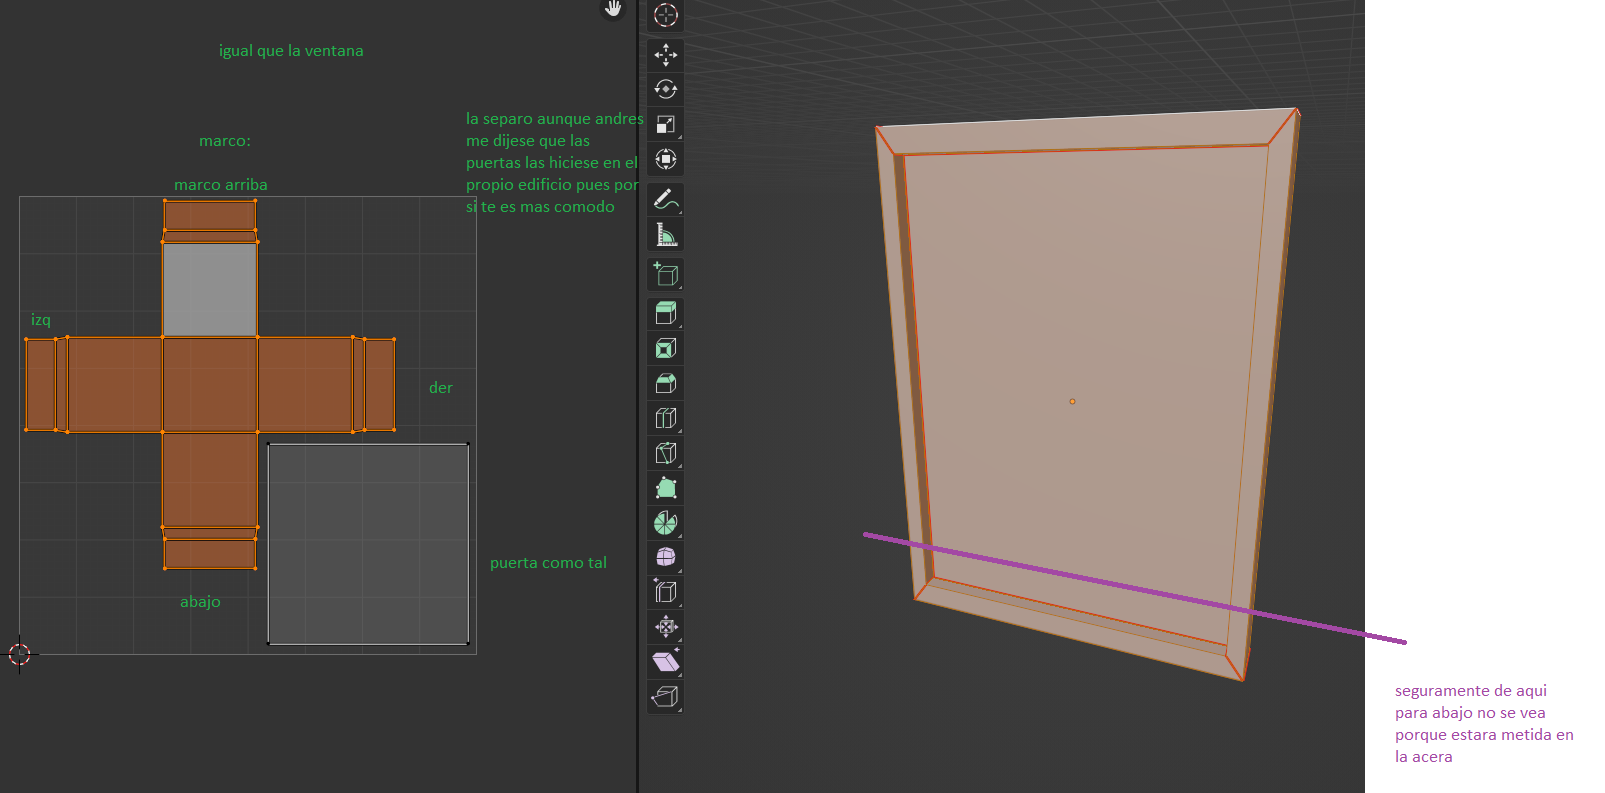 igual que la ventana
la separo aunque andres
me dijese que las
puertas las hiciese en el
propio edificio pues por
si te es mas comodo
marco:
marco arriba
izq
der
puerta como tal
abajo
seguramente de aqui
para abajo no se vea
porque estara metida en
la acera